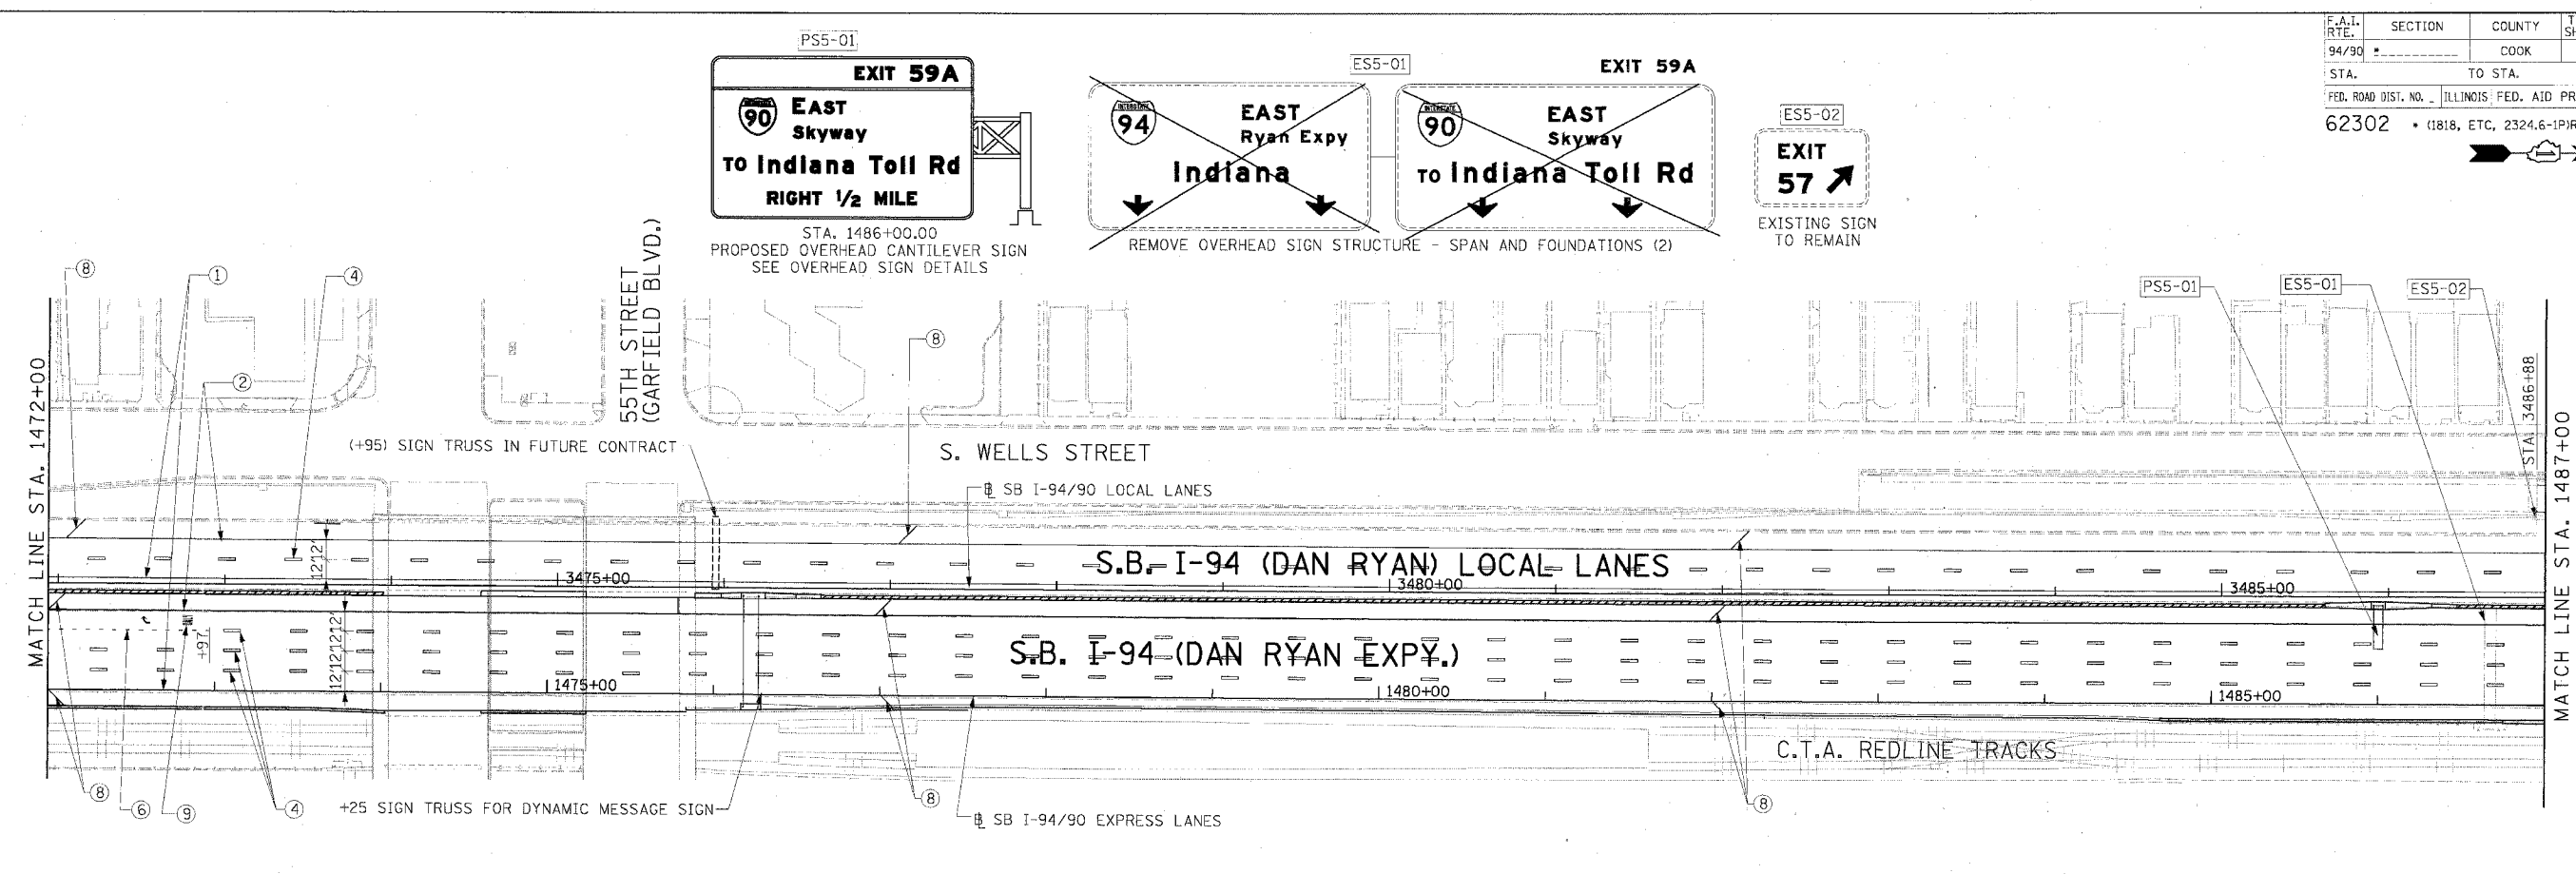 F.A.I. RTE. SECTION COUNTY
94/90 * COOK
STA. TO STA.
FED. ROAD DIST. NO. _ ILLINOIS FED. AID
62302 * (1818, ETC, 2324.6-1P)R
PS5-01
EXIT 59A
INTERSTATE 90 EAST
Skyway
TO Indiana Toll Rd
RIGHT 1/2 MILE
STA. 1486+00.00
PROPOSED OVERHEAD CANTILEVER SIGN
SEE OVERHEAD SIGN DETAILS
ES5-01
EXIT 59A
INTERSTATE 94 EAST
Ryan Expy
Indiana
INTERSTATE 90 EAST
Skyway
TO Indiana Toll Rd
REMOVE OVERHEAD SIGN STRUCTURE - SPAN AND FOUNDATIONS (2)
ES5-02
EXIT
57
EXISTING SIGN
TO REMAIN
8
1
4
2
8
PS5-01
ES5-01
ES5-02
55TH STREET
(GARFIELD BLVD.)
MATCH LINE STA. 1472+00
STA. 3486+88
MATCH LINE STA. 1487+00
(+95) SIGN TRUSS IN FUTURE CONTRACT
S. WELLS STREET
℄ SB I-94/90 LOCAL LANES
12'12'
S.B. I-94 (DAN RYAN) LOCAL LANES
3475+00
3480+00
3485+00
+97
12'12'12'12'
S.B. I-94 (DAN RYAN EXPY.)
1475+00
1480+00
1485+00
C.T.A. REDLINE TRACKS
8
6
9
4
+25 SIGN TRUSS FOR DYNAMIC MESSAGE SIGN
8
℄ SB I-94/90 EXPRESS LANES
8